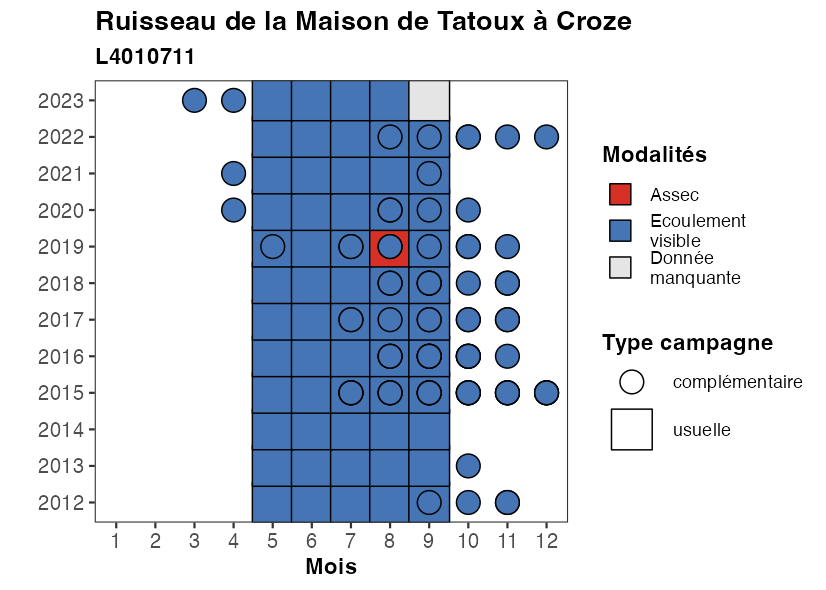 Ruisseau de la Maison de Tatoux à Croze
L4010711
2023
2022
2021
2020
2019
2018
2017
2016
2015
2014
2013
2012
1 2 3 4 5 6 7 8 9 10 11 12
Mois
Modalités
Assec
Ecoulement
visible
Donnée
manquante
Type campagne
complémentaire
usuelle